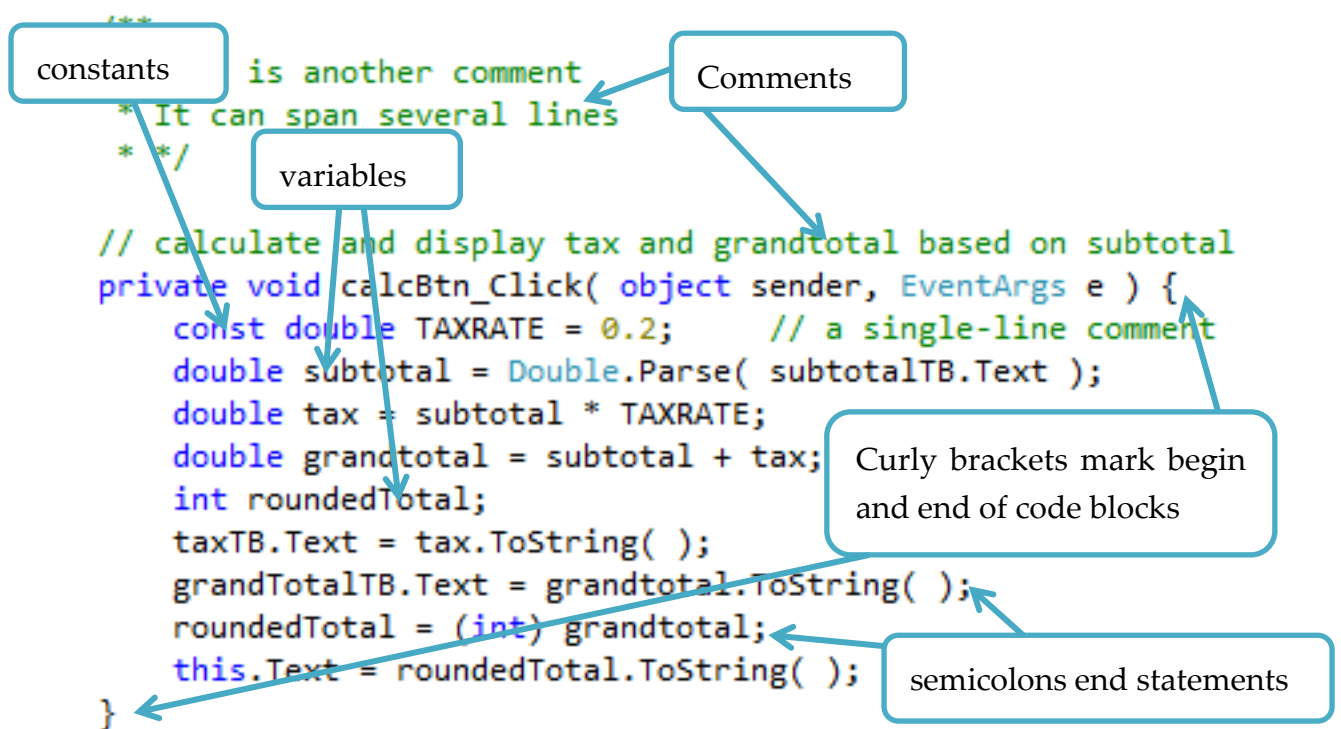 /**
constants
is another comment
Comments
* It can span several lines
* */
variables
// calculate and display tax and grandtotal based on subtotal
private void calcBtn_Click( object sender, EventArgs e ) {
const double TAXRATE = 0.2; // a single-line comment
double subtotal = Double.Parse( subtotalTB.Text );
double tax = subtotal * TAXRATE;
double grandtotal = subtotal + tax;
int roundedTotal;
Curly brackets mark begin
and end of code blocks
taxTB.Text = tax.ToString( );
grandTotalTB.Text = grandtotal.ToString( );
roundedTotal = (int) grandtotal;
this.Text = roundedTotal.ToString( );
semicolons end statements
}